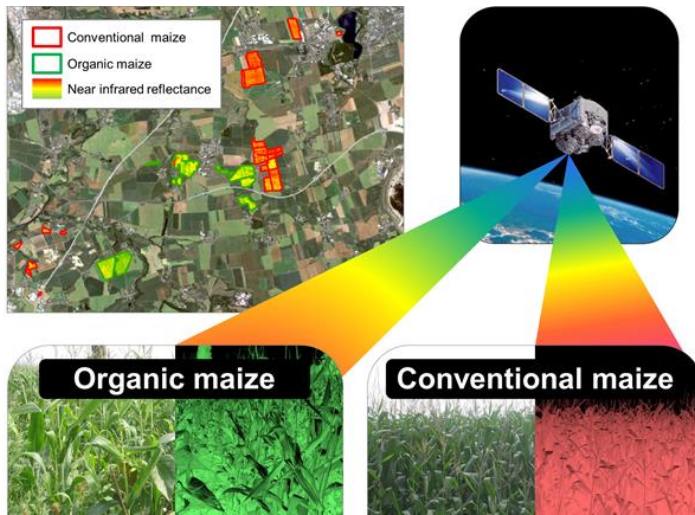 Conventional maize
Organic maize
Near infrared reflectance
Organic maize
Conventional maize